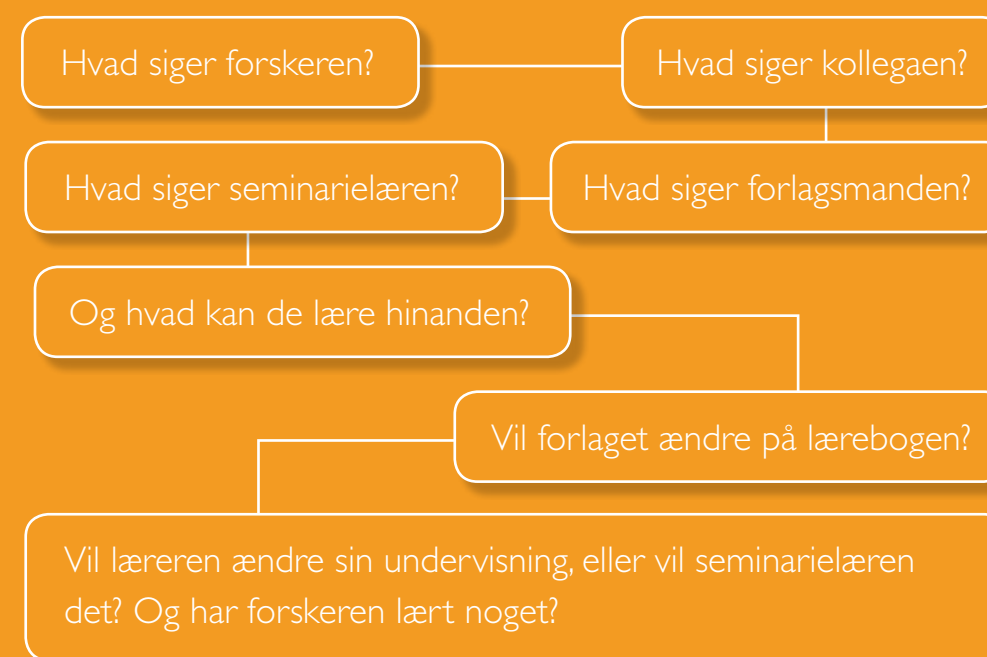 Hvad siger forskeren?
Hvad siger kollegaen?
Hvad siger seminarielæren?
Hvad siger forlagsmanden?
Og hvad kan de lære hinanden?
Vil forlaget ændre på lærebogen?
Vil læreren ændre sin undervisning, eller vil seminarielæren
det? Og har forskeren lært noget?